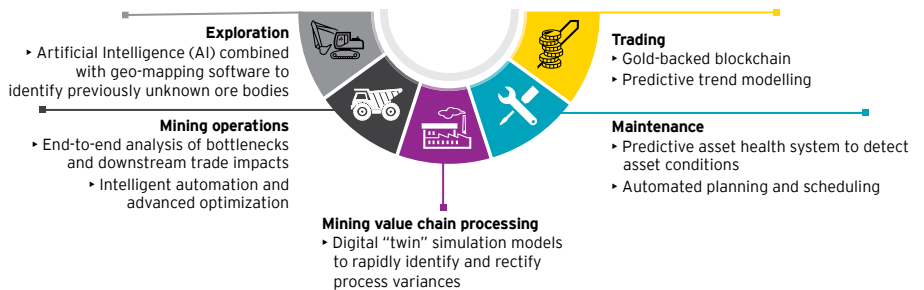 Exploration
‣ Artificial Intelligence (AI) combined
with geo-mapping software to
identify previously unknown ore bodies
Mining operations
‣ End-to-end analysis of bottlenecks
and downstream trade impacts
‣ Intelligent automation and
advanced optimization
Mining value chain processing
‣ Digital “twin” simulation models
to rapidly identify and rectify
process variances
Trading
‣ Gold-backed blockchain
‣ Predictive trend modelling
Maintenance
‣ Predictive asset health system to detect
asset conditions
‣ Automated planning and scheduling